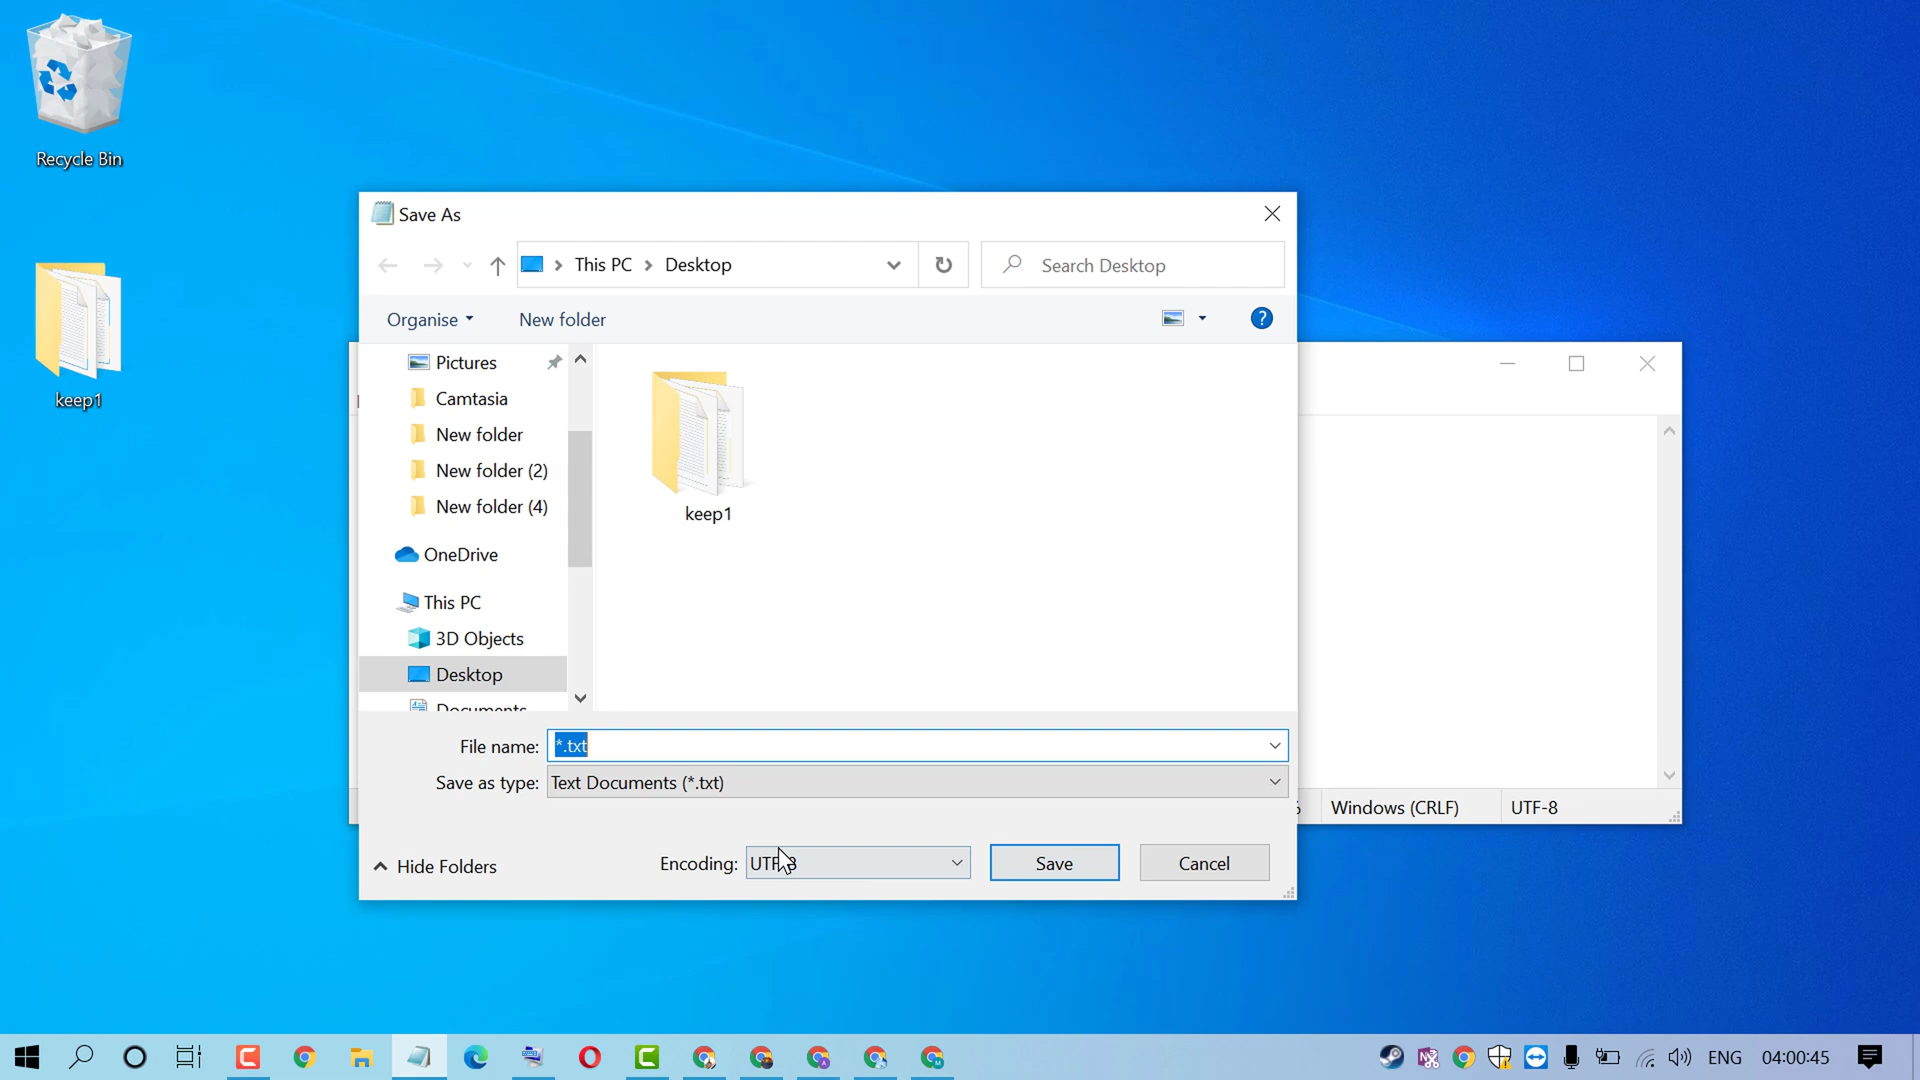 Recycle Bin
keep1
Save As
This PC
Desktop
Search Desktop
Organise
New folder
?
Pictures
Camtasia
New folder
New folder (2)
New folder (4)
OneDrive
This PC
3D Objects
Desktop
keep1
File name:
*.txt
Save as type:
Text Documents (*.txt)
Hide Folders
Encoding:
Save
Cancel
Windows (CRLF)
UTF-8
ENG
04:00:45